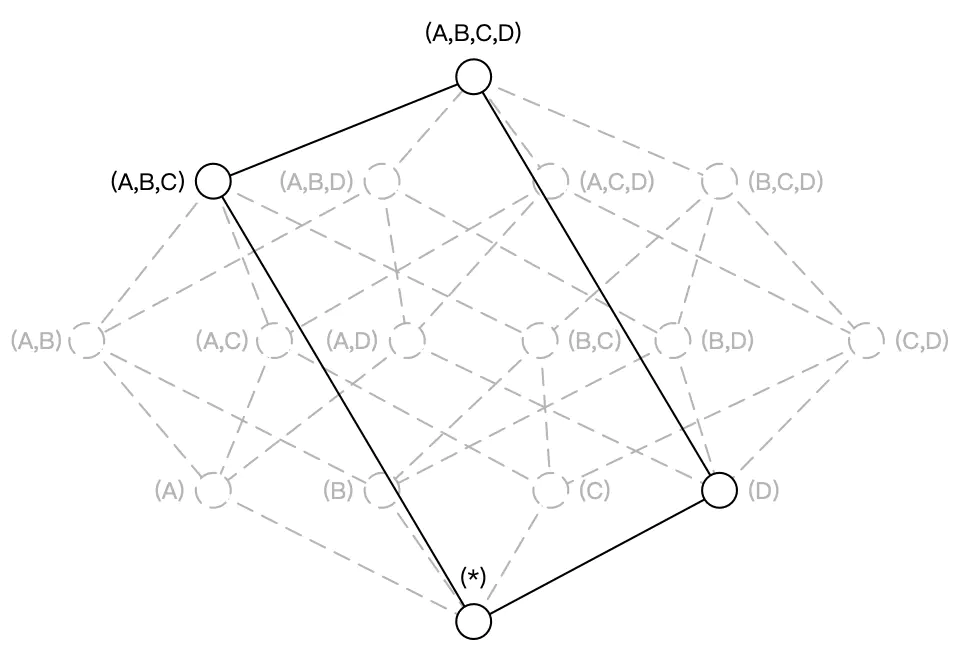 (A,B,C,D)
(A,B,C)
(A,B,D)
(A,C,D)
(B,C,D)
(A,B)
(A,C)
(A,D)
(B,C)
(B,D)
(C,D)
(A)
(B)
(C)
(D)
(*)